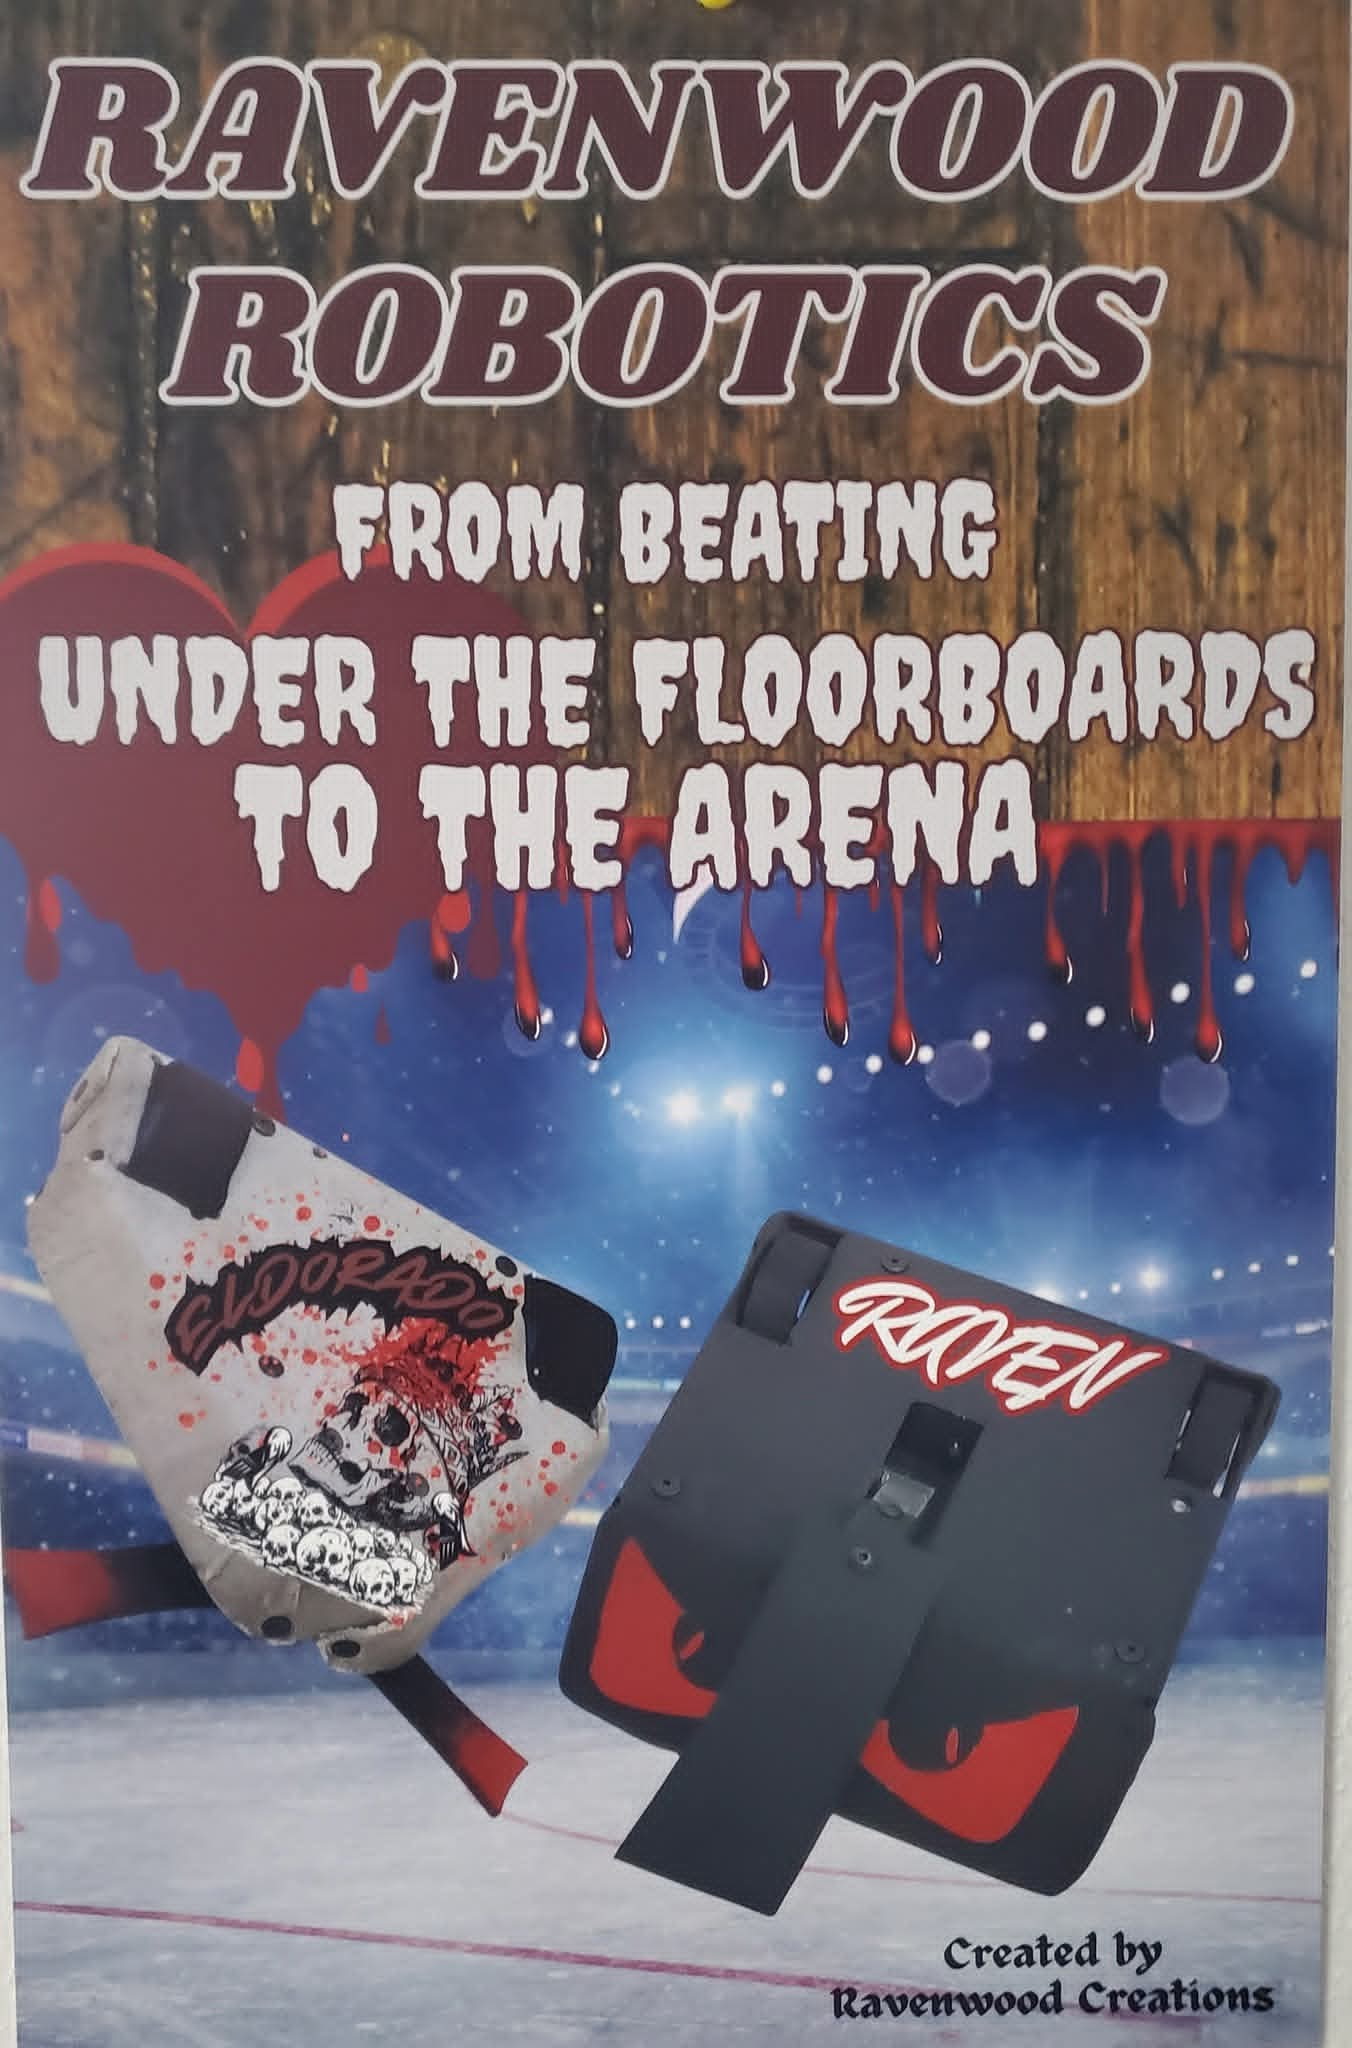 RAVENWOOD
ROBOTICS
FROM BEATING
UNDER THE FLOORBOARDS
TO THE ARENA
ELDORADO
RAVEN
Created by
Ravenwood Creations